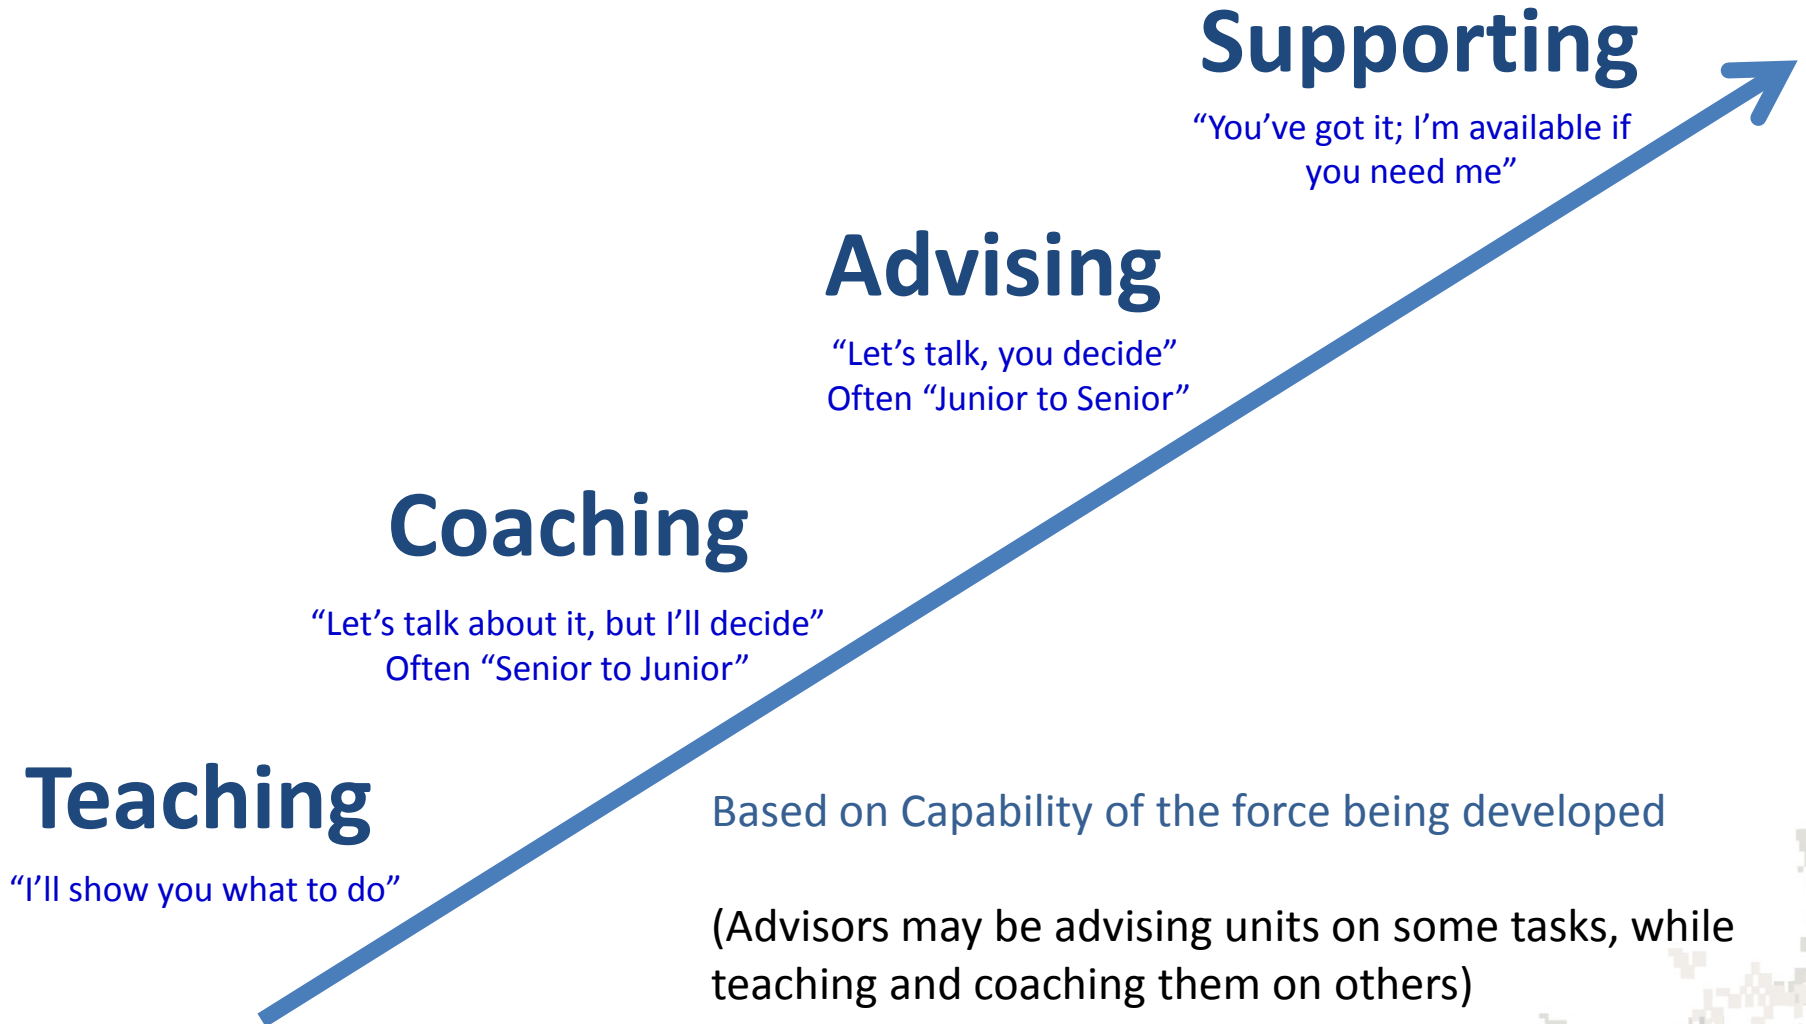 Supporting
“You’ve got it; I’m available if
you need me”
Advising
“Let’s talk, you decide”
Often “Junior to Senior”
Coaching
“Let’s talk about it, but I’ll decide”
Often “Senior to Junior”
Teaching
“I’ll show you what to do”
Based on Capability of the force being developed
(Advisors may be advising units on some tasks, while
teaching and coaching them on others)